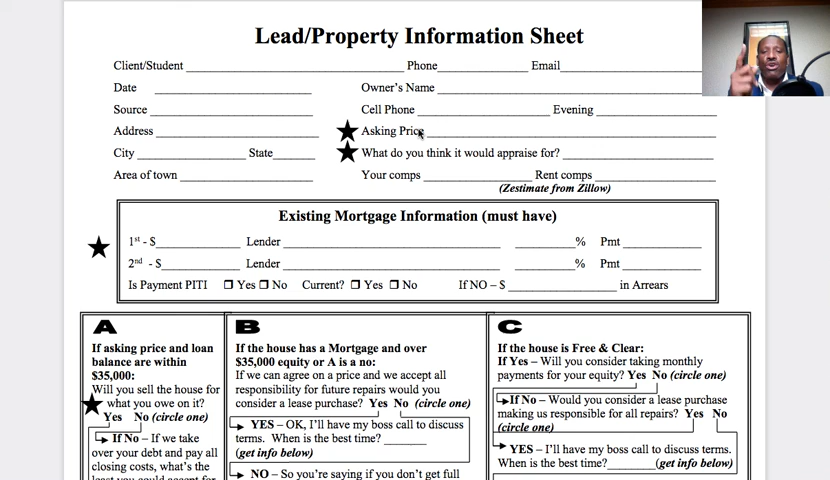 Lead/Property Information Sheet
Client/Student Phone Email
Date Owner's Name
Source Cell Phone Evening
Address Asking Price
City State What do you think it would appraise for?
Area of town Your comps Rent comps
(Zestimate from Zillow)
Existing Mortgage Information (must have)
1st - $ Lender % Pmt
2nd - $ Lender % Pmt
Is Payment PITI Yes No Current? Yes No If NO – $ in Arrears
A
If asking price and loan
balance are within
$35,000:
Will you sell the house for
what you owe on it?
Yes No (circle one)
If No – If we take
over your debt and pay all
closing costs, what's the
least you could accept for
B
If the house has a Mortgage and over
$35,000 equity or A is a no:
If we can agree on a price and we accept all
responsibility for future repairs would you
consider a lease purchase? Yes No (circle one)
YES – OK, I'll have my boss call to discuss
terms. When is the best time?
(get info below)
NO – So you're saying if you don't get full
C
If the house is Free & Clear:
If Yes – Will you consider taking monthly
payments for your equity? Yes No (circle one)
If No – Would you consider a lease purchase
making us responsible for all repairs? Yes No
(circle one)
YES – I'll have my boss call to discuss terms.
When is the best time? (get info below)